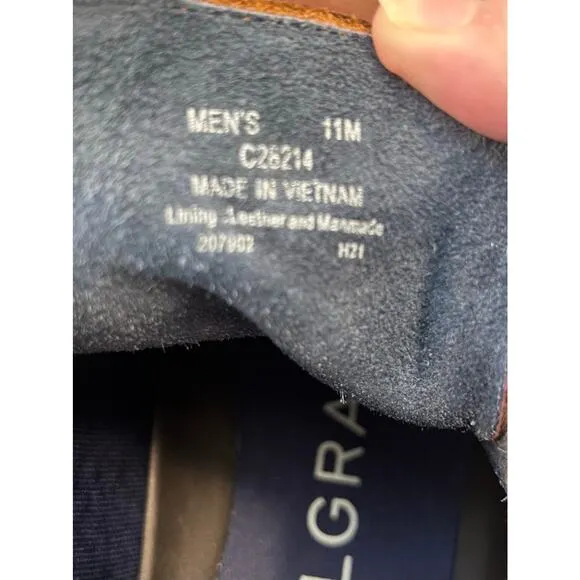 MEN'S 11M
C26214
MADE IN VIETNAM
Lining :Leather and Manmade
207902 H21
LGRA